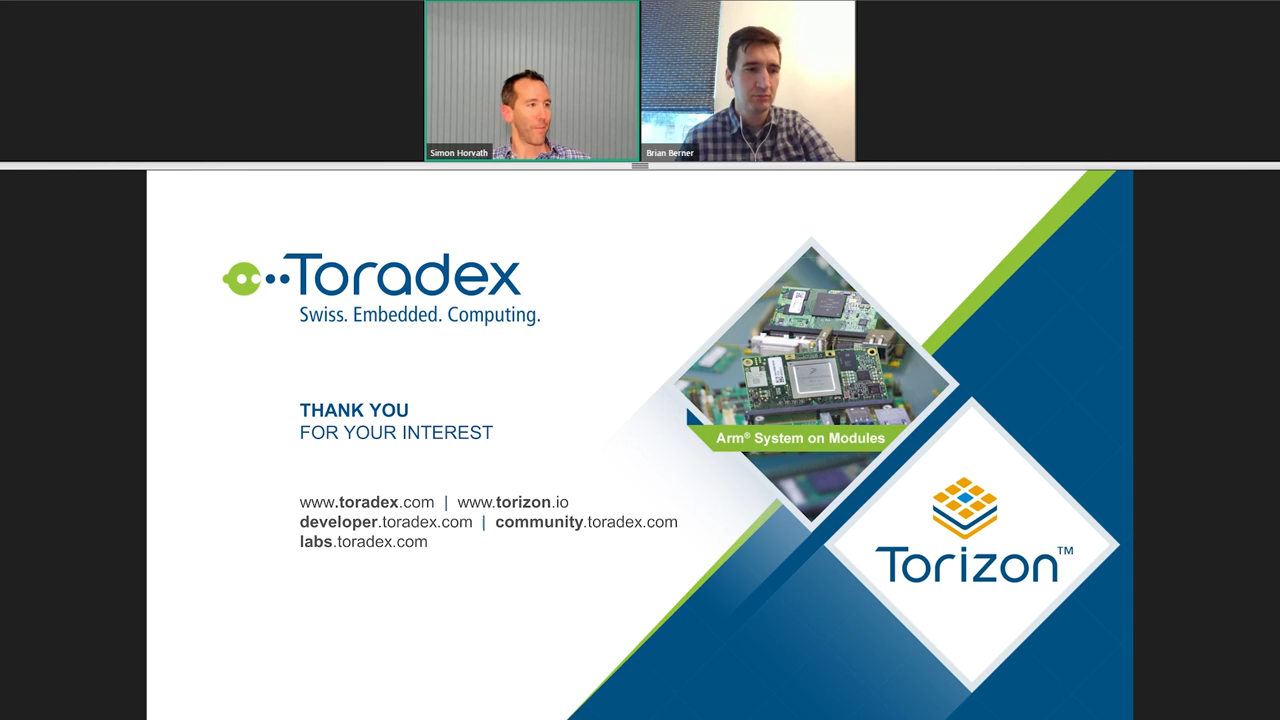 Simon Horvath
Brian Berner
Toradex
Swiss. Embedded. Computing.
THANK YOU
FOR YOUR INTEREST
Arm® System on Modules
www.toradex.com | www.torizon.io
developer.toradex.com | community.toradex.com
labs.toradex.com
Torizon™